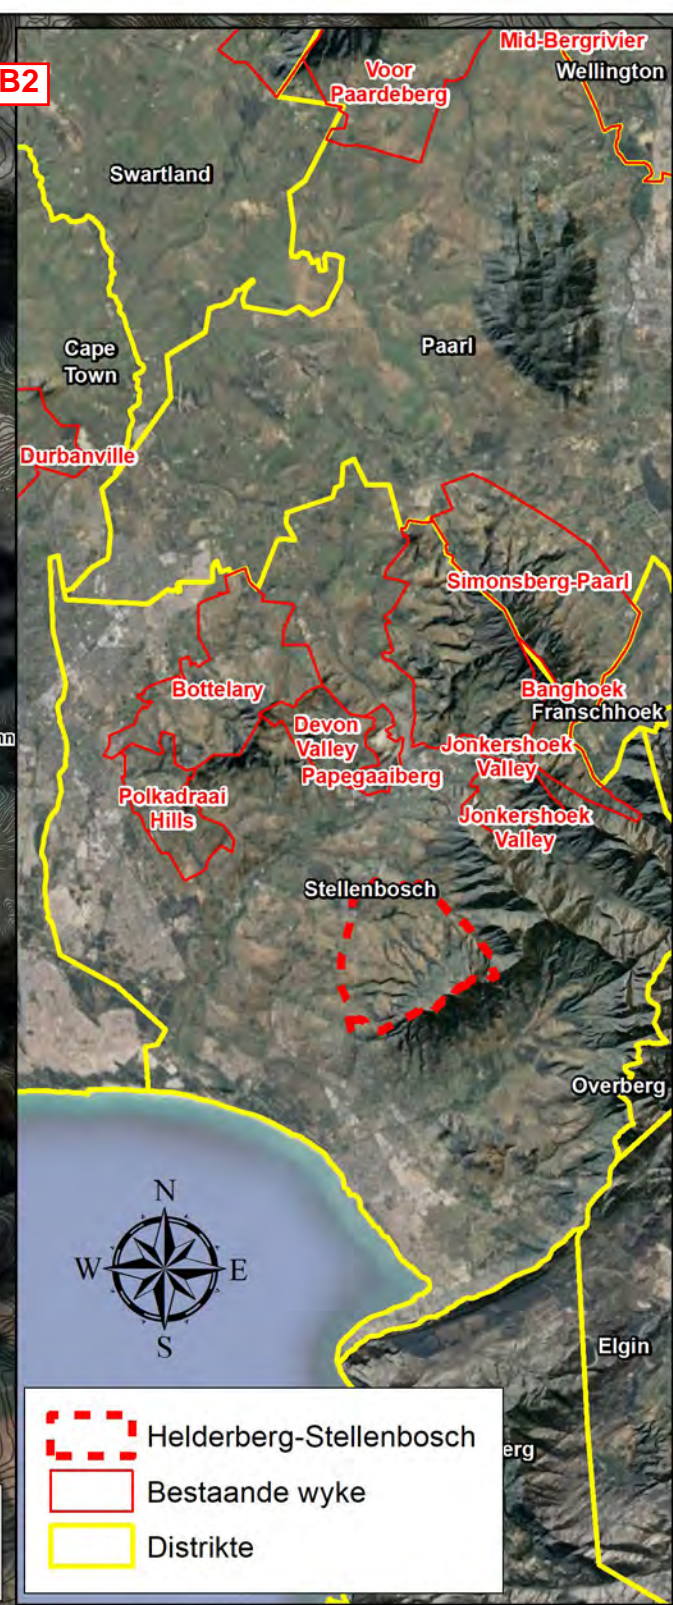 Mid-Bergrivier
B2
Voor
Paardeberg
Wellington
Swartland
Cape
Town
Paarl
Durbanville
Simonsberg-Paarl
Bottelary
Banghoek
Franschhoek
Devon
Valley
Jonkershoek
Valley
Papegaaiberg
Polkadraai
Hills
Jonkershoek
Valley
Stellenbosch
Overberg
N
W
E
S
Elgin
Helderberg-Stellenbosch
Bestaande wyke
Distrikte